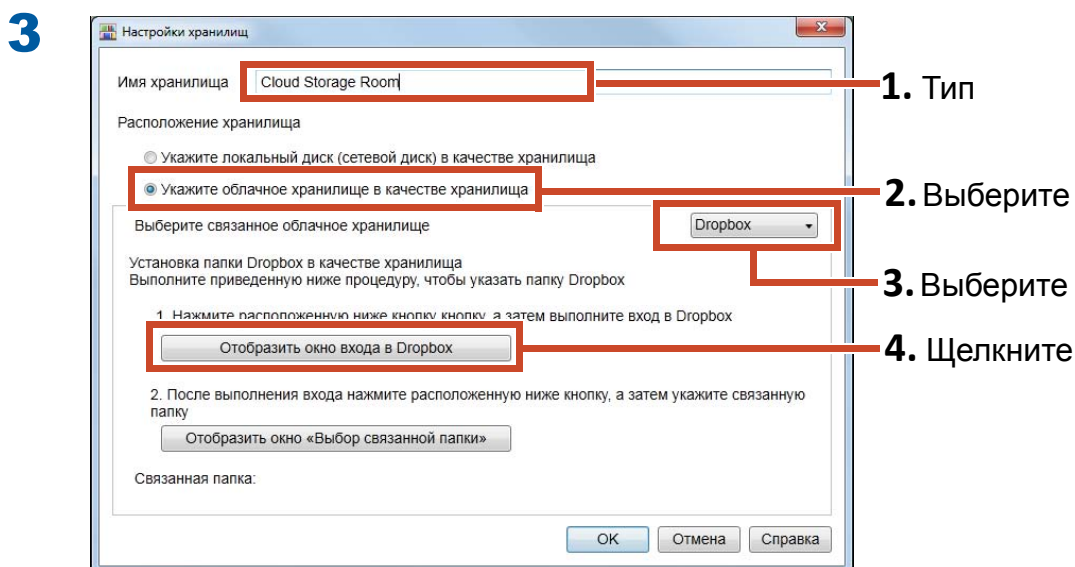 3
Настройки хранилищ
Имя хранилища Cloud Storage Room
1. Тип
Расположение хранилища
Укажите локальный диск (сетевой диск) в качестве хранилища
Укажите облачное хранилище в качестве хранилища
2. Выберите
Выберите связанное облачное хранилище Dropbox
Установка папки Dropbox в качестве хранилища
Выполните приведенную ниже процедуру, чтобы указать папку Dropbox
3. Выберите
1. Нажмите расположенную ниже кнопку кнопку, а затем выполните вход в Dropbox
Отобразить окно входа в Dropbox
4. Щелкните
2. После выполнения входа нажмите расположенную ниже кнопку, а затем укажите связанную
папку
Отобразить окно «Выбор связанной папки»
Связанная папка:
OK Отмена Справка